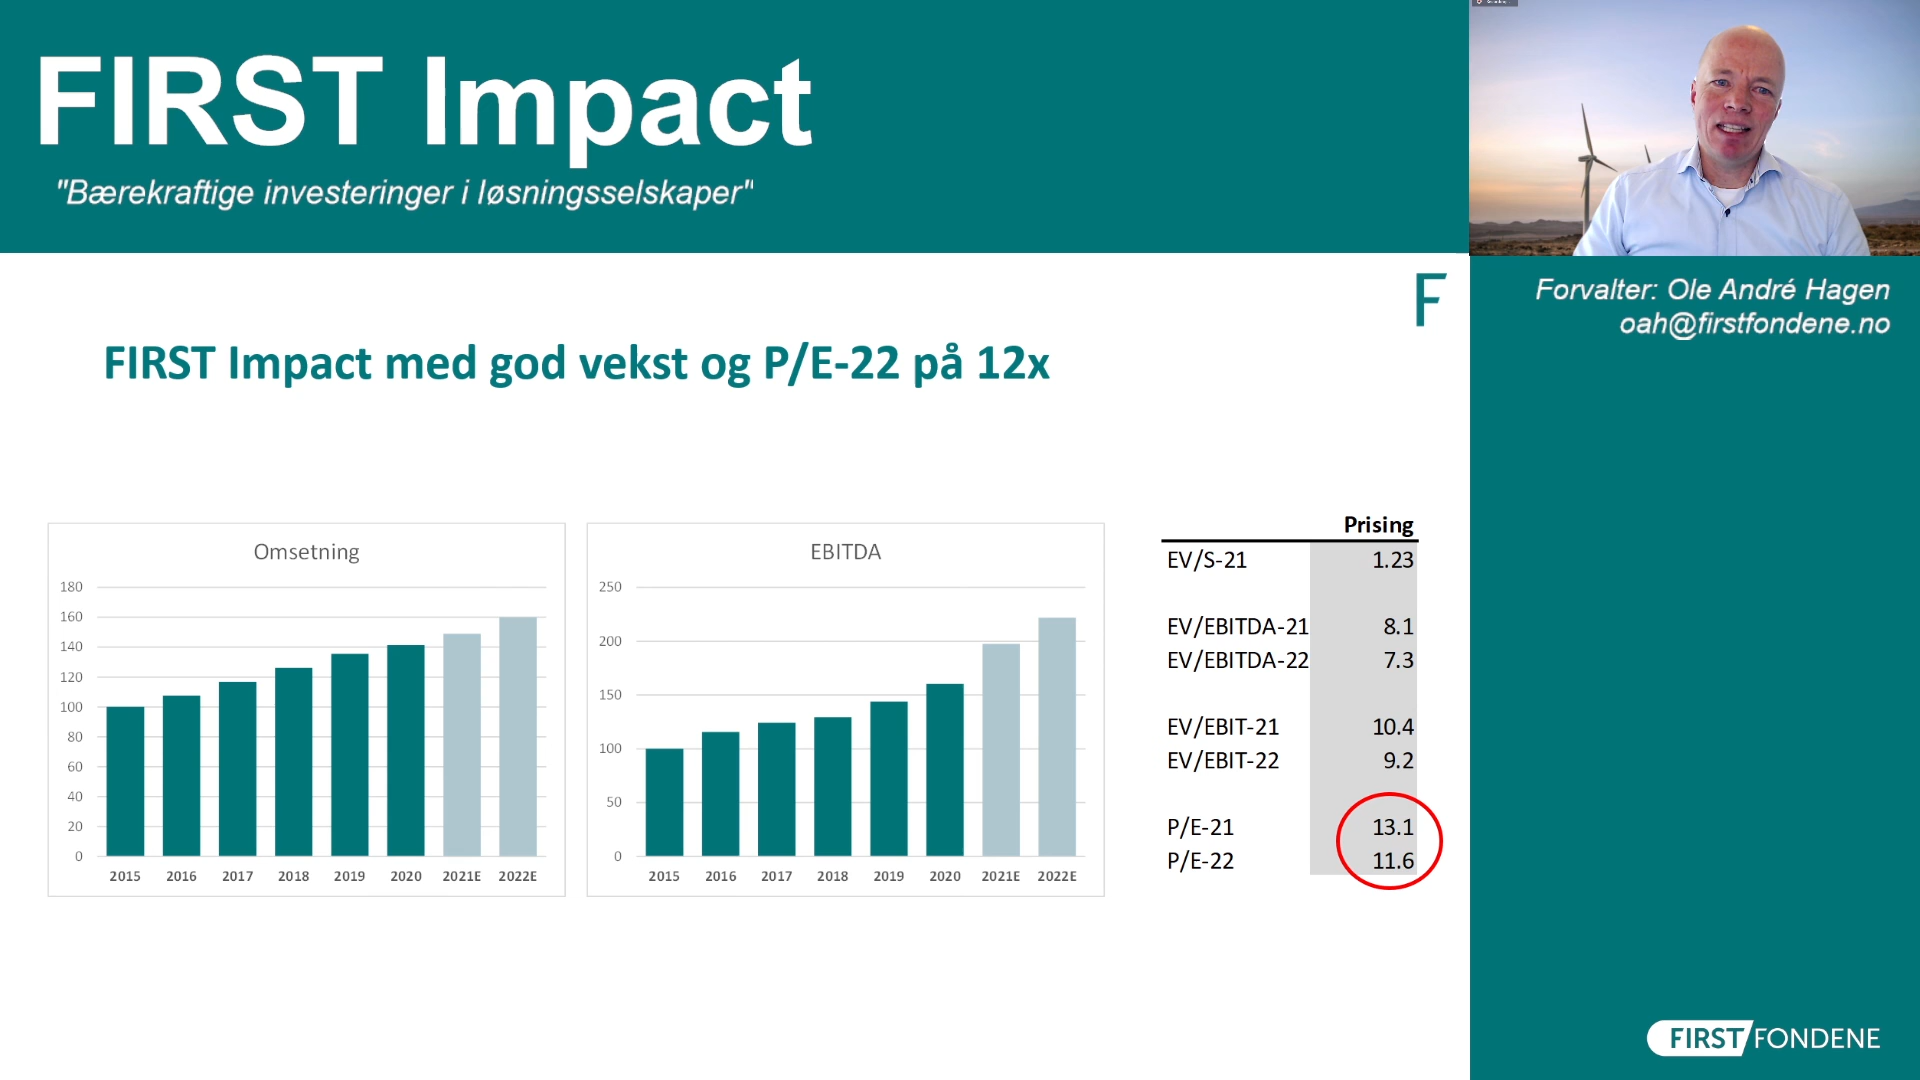 FIRST Impact
"Bærekraftige investeringer i løsningsselskaper"
Forvalter: Ole André Hagen
oah@firstfondene.no
F
FIRST Impact med god vekst og P/E-22 på 12x
Omsetning
180
160
140
120
100
80
60
40
20
0
2015 2016 2017 2018 2019 2020 2021E 2022E
EBITDA
250
200
150
100
50
0
2015 2016 2017 2018 2019 2020 2021E 2022E
Prising
EV/S-21 1.23
EV/EBITDA-21 8.1
EV/EBITDA-22 7.3
EV/EBIT-21 10.4
EV/EBIT-22 9.2
P/E-21 13.1
P/E-22 11.6
FIRST FONDENE